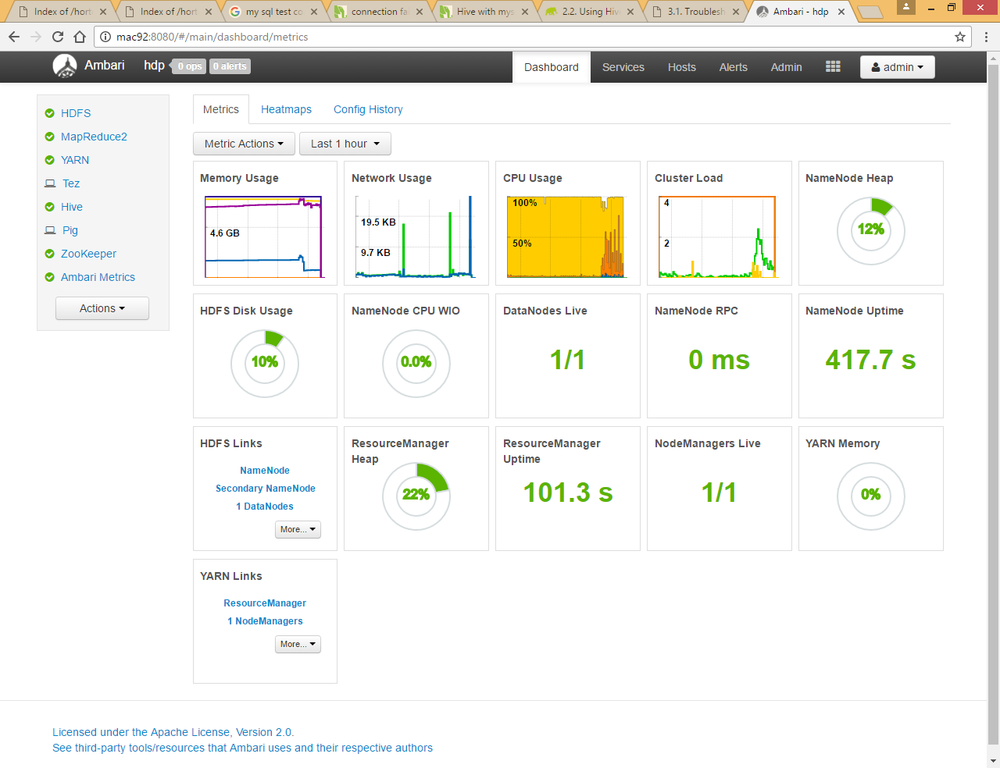 Index of /hort
Index of /hort
my sql test co
connection fai
Hive with mys
2.2. Using Hiv
3.1. Troublesh
Ambari - hdp
mac92:8080/#/main/dashboard/metrics
Ambari hdp 0 ops 0 alerts Dashboard Services Hosts Alerts Admin admin
HDFS
MapReduce2
YARN
Tez
Hive
Pig
ZooKeeper
Ambari Metrics
Actions
Metrics Heatmaps Config History
Metric Actions Last 1 hour
Memory Usage
4.6 GB
Network Usage
19.5 KB
9.7 KB
CPU Usage
100%
50%
Cluster Load
4
2
NameNode Heap
12%
HDFS Disk Usage
10%
NameNode CPU WIO
0.0%
DataNodes Live
1/1
NameNode RPC
0 ms
NameNode Uptime
417.7 s
HDFS Links
NameNode
Secondary NameNode
1 DataNodes
More...
ResourceManager
Heap
22%
ResourceManager
Uptime
101.3 s
NodeManagers Live
1/1
YARN Memory
0%
YARN Links
ResourceManager
1 NodeManagers
More...
Licensed under the Apache License, Version 2.0.
See third-party tools/resources that Ambari uses and their respective authors